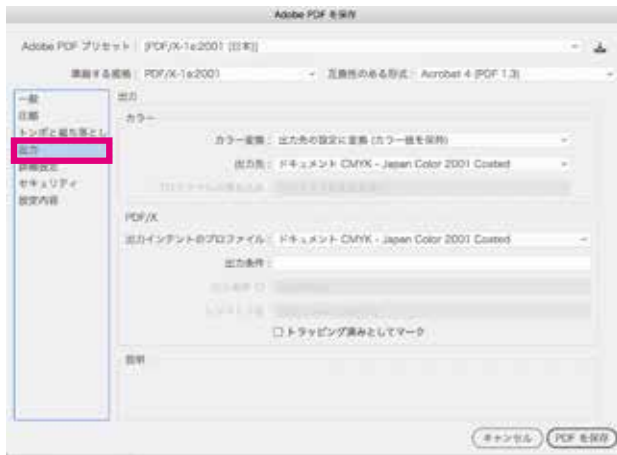 Adobe PDF を保存
Adobe PDF プリセット： [PDF/X-1a:2001 (日本)]
準拠する規格： PDF/X-1a:2001 互換性のある形式： Acrobat 4 (PDF 1.3)
一般
圧縮
トンボと裁ち落とし
出力
詳細設定
セキュリティ
設定内容
出力
カラー
カラー変換： 出力先の設定に変換 (カラー値を保持)
出力先： ドキュメント CMYK - Japan Color 2001 Coated
PDF/X
出力インテントのプロファイル： ドキュメント CMYK - Japan Color 2001 Coated
出力条件：
トラッピング済みとしてマーク
説明
キャンセル
PDF を保存